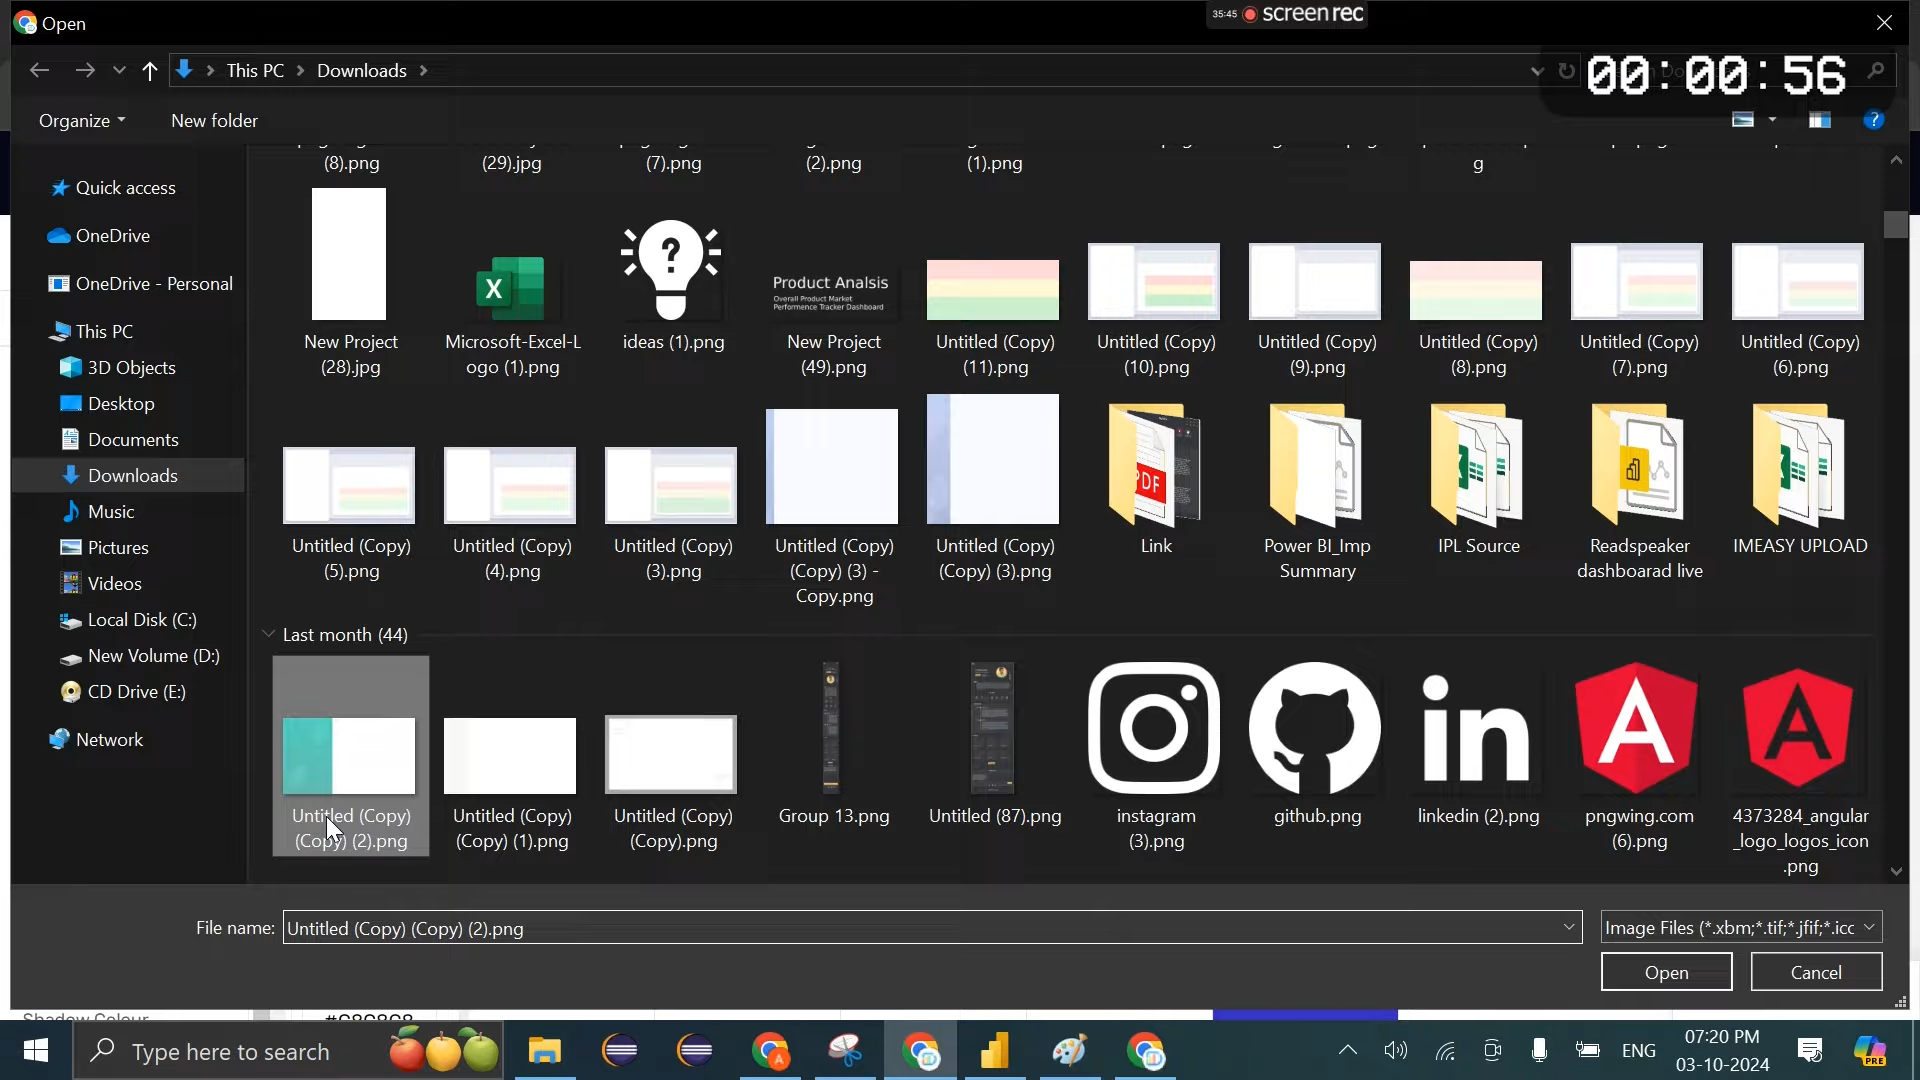 Open
35:45 screenrec
This PC > Downloads >
00:00:56
Organize
New folder
(8).png
(29).jpg
(7).png
(2).png
(1).png
g
Quick access
OneDrive
OneDrive - Personal
This PC
3D Objects
Desktop
Documents
Downloads
Music
Pictures
Videos
Local Disk (C:)
New Volume (D:)
CD Drive (E:)
Network
Product Analsis
Overall Product Market
Performance Tracker Dashboard
New Project
(28).jpg
Microsoft-Excel-L
ogo (1).png
ideas (1).png
New Project
(49).png
Untitled (Copy)
(11).png
Untitled (Copy)
(10).png
Untitled (Copy)
(9).png
Untitled (Copy)
(8).png
Untitled (Copy)
(7).png
Untitled (Copy)
(6).png
PDF
Untitled (Copy)
(5).png
Untitled (Copy)
(4).png
Untitled (Copy)
(3).png
Untitled (Copy)
(Copy) (3) -
Copy.png
Untitled (Copy)
(Copy) (3).png
Link
Power BI_Imp
Summary
IPL Source
Readspeaker
dashboarad live
IMEASY UPLOAD
Last month (44)
Untitled (Copy)
(Copy) (2).png
Untitled (Copy)
(Copy) (1).png
Untitled (Copy)
(Copy).png
Group 13.png
Untitled (87).png
instagram
(3).png
github.png
linkedin (2).png
pngwing.com
(6).png
4373284_angular
_logo_logos_icon
.png
File name:
Untitled (Copy) (Copy) (2).png
Image Files (*.xbm;*.tif;*.jfif;*.icc
Open
Cancel
Type here to search
ENG
07:20 PM
03-10-2024
PRE